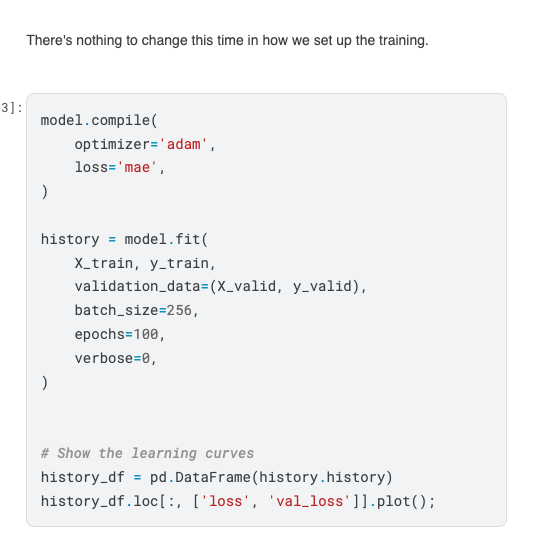 There's nothing to change this time in how we set up the training.
3]:
model.compile(
    optimizer='adam',
    loss='mae',
)
history = model.fit(
    X_train, y_train,
    validation_data=(X_valid, y_valid),
    batch_size=256,
    epochs=100,
    verbose=0,
)
# Show the learning curves
history_df = pd.DataFrame(history.history)
history_df.loc[:, ['loss', 'val_loss']].plot();